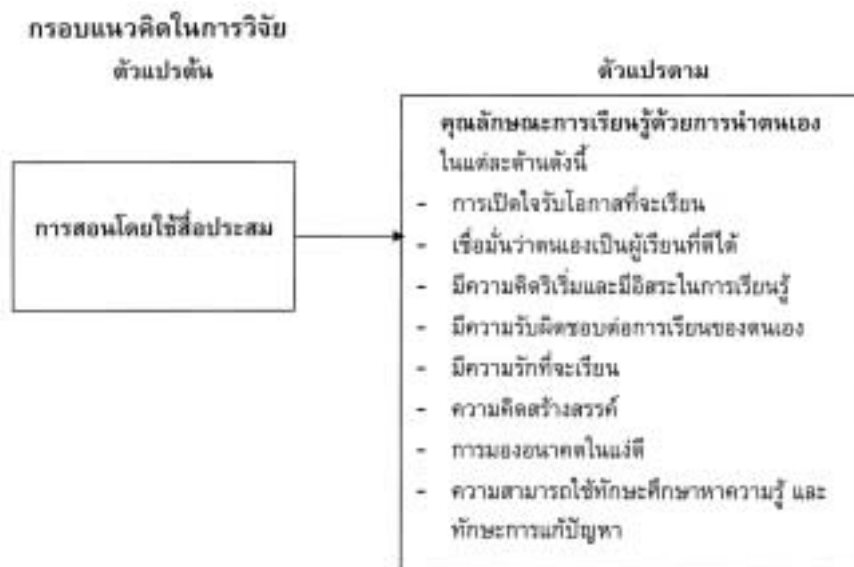 กรอบแนวคิดในการวิจัย
ตัวแปรต้น
ตัวแปรตาม
การสอนโดยใช้สื่อประสม
คุณลักษณะการเรียนรู้ด้วยการนำตนเอง
ในแต่ละด้านดังนี้
- การเปิดใจรับโอกาสที่จะเรียน
- เชื่อมั่นว่าตนเองเป็นผู้เรียนที่ดีได้
- มีความคิดริเริ่มและมีอิสระในการเรียนรู้
- มีความรับผิดชอบต่อการเรียนของตนเอง
- มีความรักที่จะเรียน
- ความคิดสร้างสรรค์
- การมองอนาคตในแง่ดี
- ความสามารถใช้ทักษะศึกษาหาความรู้ และ
ทักษะการแก้ปัญหา